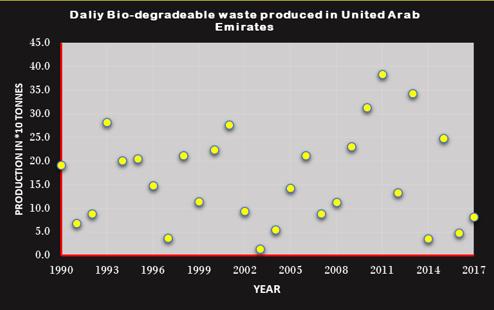 Daliy Bio-degradeable waste produced in United Arab
Emirates
45.0
40.0
35.0
30.0
25.0
20.0
15.0
10.0
5.0
0.0
PRODUCTION IN *10 TONNES
1990 1993 1996 1999 2002 2005 2008 2011 2014 2017
YEAR